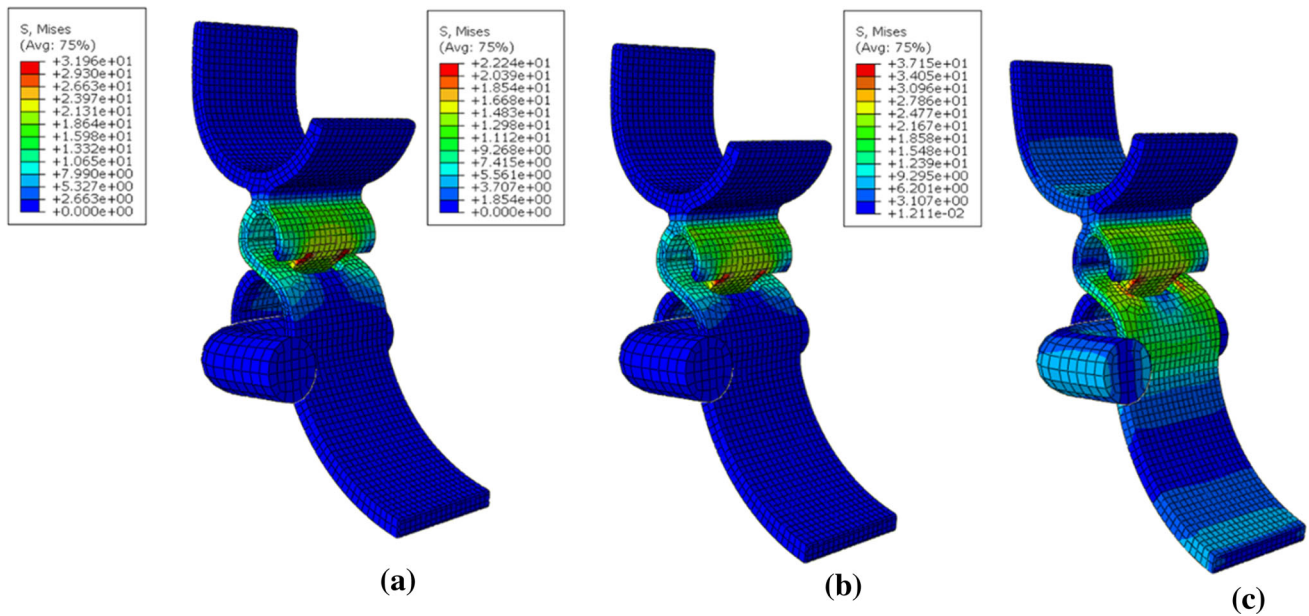 S, Mises
(Avg: 75%)
+3.196e+01
+2.930e+01
+2.663e+01
+2.397e+01
+2.131e+01
+1.864e+01
+1.598e+01
+1.332e+01
+1.065e+01
+7.990e+00
+5.327e+00
+2.663e+00
+0.000e+00
S, Mises
(Avg: 75%)
+2.224e+01
+2.039e+01
+1.854e+01
+1.668e+01
+1.483e+01
+1.298e+01
+1.112e+01
+9.268e+00
+7.415e+00
+5.561e+00
+3.707e+00
+1.854e+00
+0.000e+00
S, Mises
(Avg: 75%)
+3.715e+01
+3.405e+01
+3.096e+01
+2.786e+01
+2.477e+01
+2.167e+01
+1.858e+01
+1.548e+01
+1.239e+01
+9.295e+00
+6.201e+00
+3.107e+00
+1.211e-02
(a)
(b)
(c)